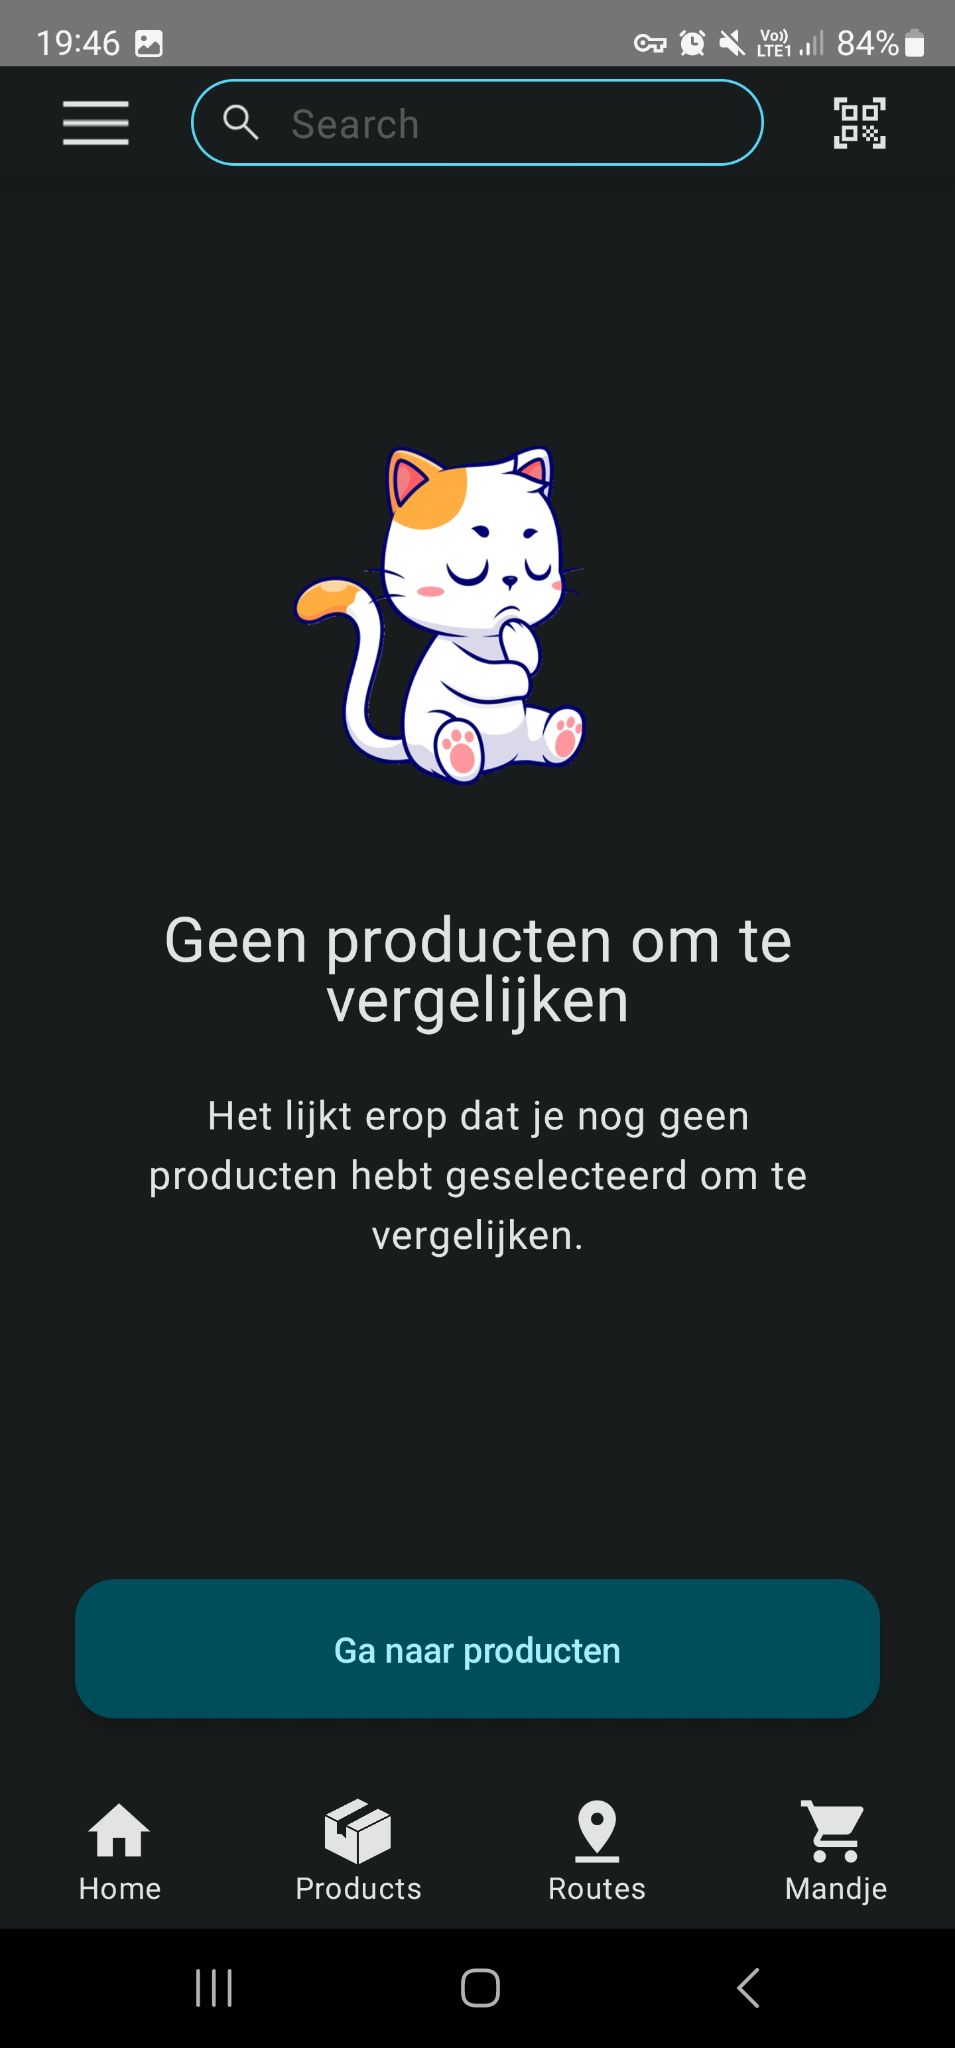 19:46
Vo)) LTE1 84%
Search
Geen producten om te
vergelijken
Het lijkt erop dat je nog geen
producten hebt geselecteerd om te
vergelijken.
Ga naar producten
Home Products Routes Mandje